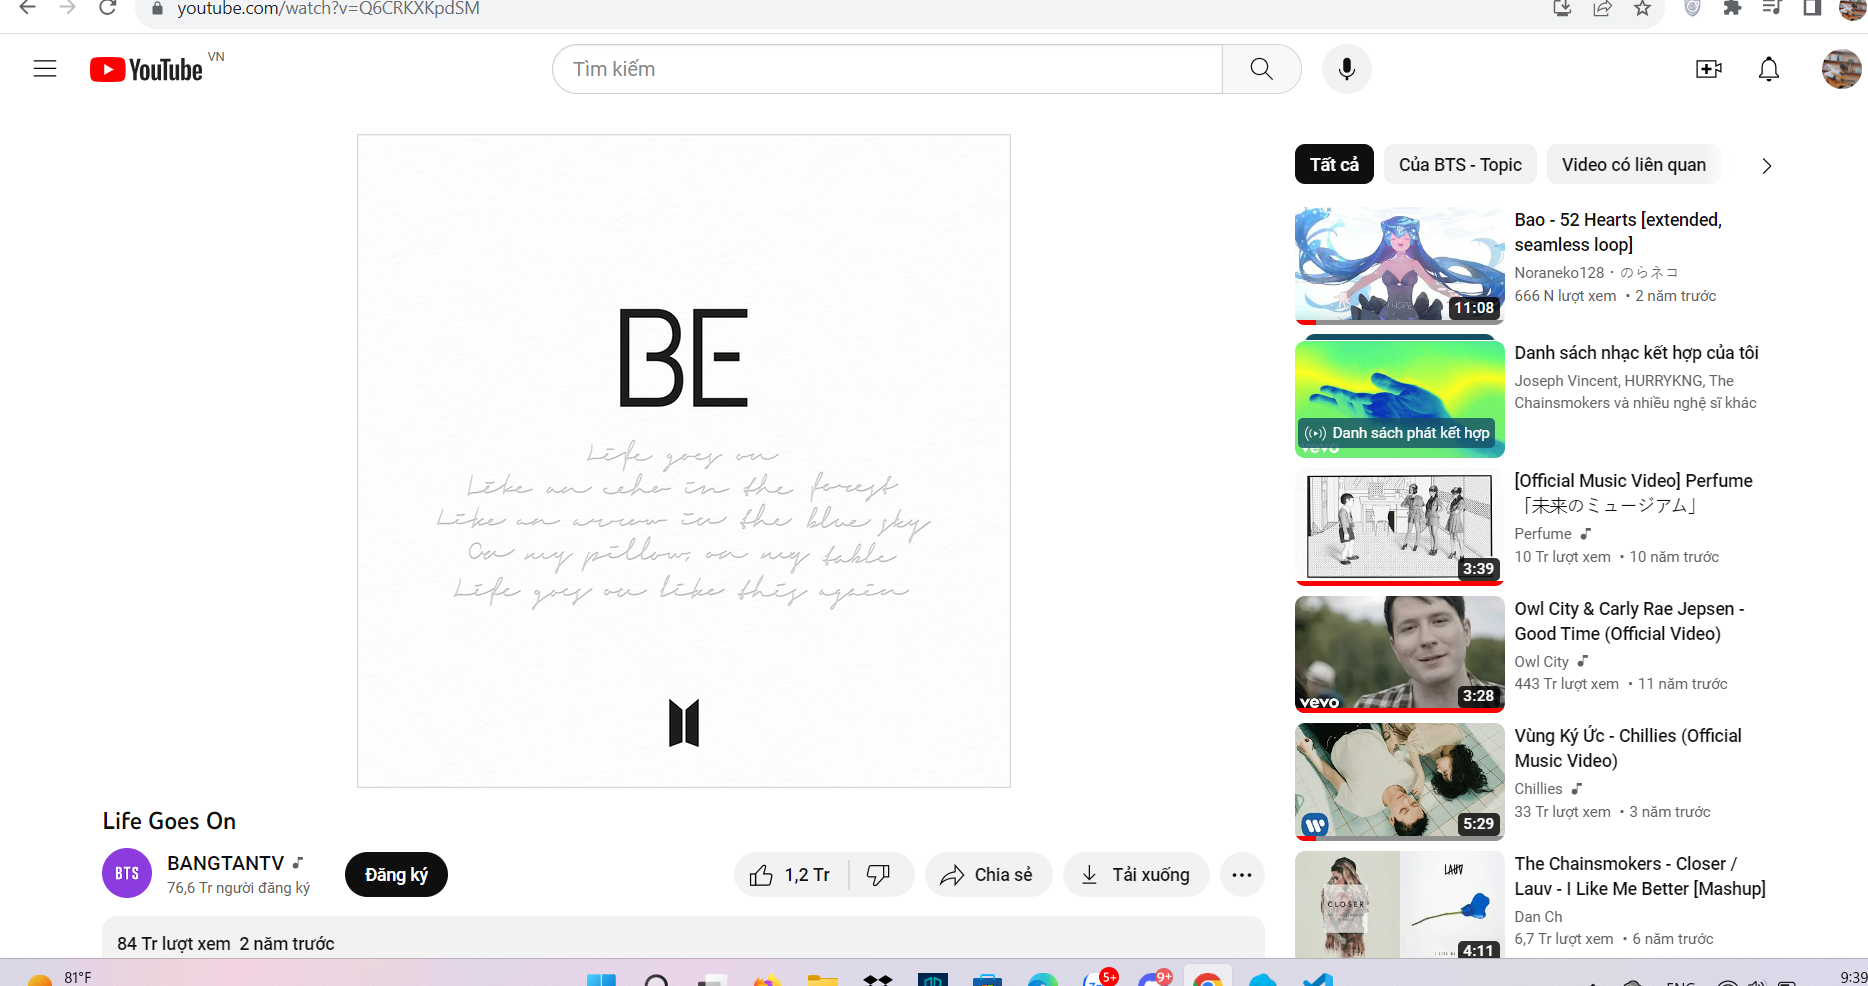 youtube.com/watch?v=Q6CRKXKpdSM
YouTube VN
Tìm kiếm
BE
Life goes on
Like an echo in the forest
Like an arrow in the blue sky
On my pillow, on my table
Life goes on like this again
Life Goes On
BTS
BANGTANTV
76,6 Tr người đăng ký
Đăng ký
1,2 Tr
Chia sẻ
Tải xuống
84 Tr lượt xem 2 năm trước
Tất cả
Của BTS - Topic
Video có liên quan
HOPE
11:08
Bao - 52 Hearts [extended,
seamless loop]
Noraneko128・のらネコ
666 N lượt xem • 2 năm trước
Danh sách phát kết hợp
vevo
Danh sách nhạc kết hợp của tôi
Joseph Vincent, HURRYKNG, The
Chainsmokers và nhiều nghệ sĩ khác
3:39
[Official Music Video] Perfume
「未来のミュージアム」
Perfume
10 Tr lượt xem • 10 năm trước
vevo
3:28
Owl City & Carly Rae Jepsen -
Good Time (Official Video)
Owl City
443 Tr lượt xem • 11 năm trước
5:29
Vùng Ký Ức - Chillies (Official
Music Video)
Chillies
33 Tr lượt xem • 3 năm trước
CLOSER
LAUV
4:11
The Chainsmokers - Closer /
Lauv - I Like Me Better [Mashup]
Dan Ch
6,7 Tr lượt xem • 6 năm trước
81°F
5+
9+
ENG
9:39